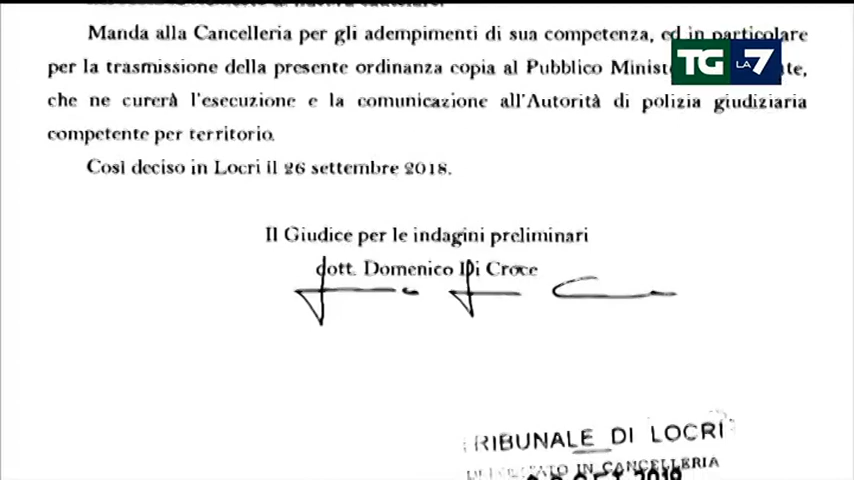 Manda alla Cancelleria per gli adempimenti di sua competenza, ed in particolare
per la trasmissione della presente ordinanza copia al Pubblico
TG LA 7
che ne curerà l'esecuzione e la comunicazione all'Autorità di polizia giudiziaria
competente per territorio.
Così deciso in Locri il 26 settembre 2018.
Il Giudice per le indagini preliminari
dott. Domenico Di Croce
TRIBUNALE DI LOCRI
IN CANCELLERIA